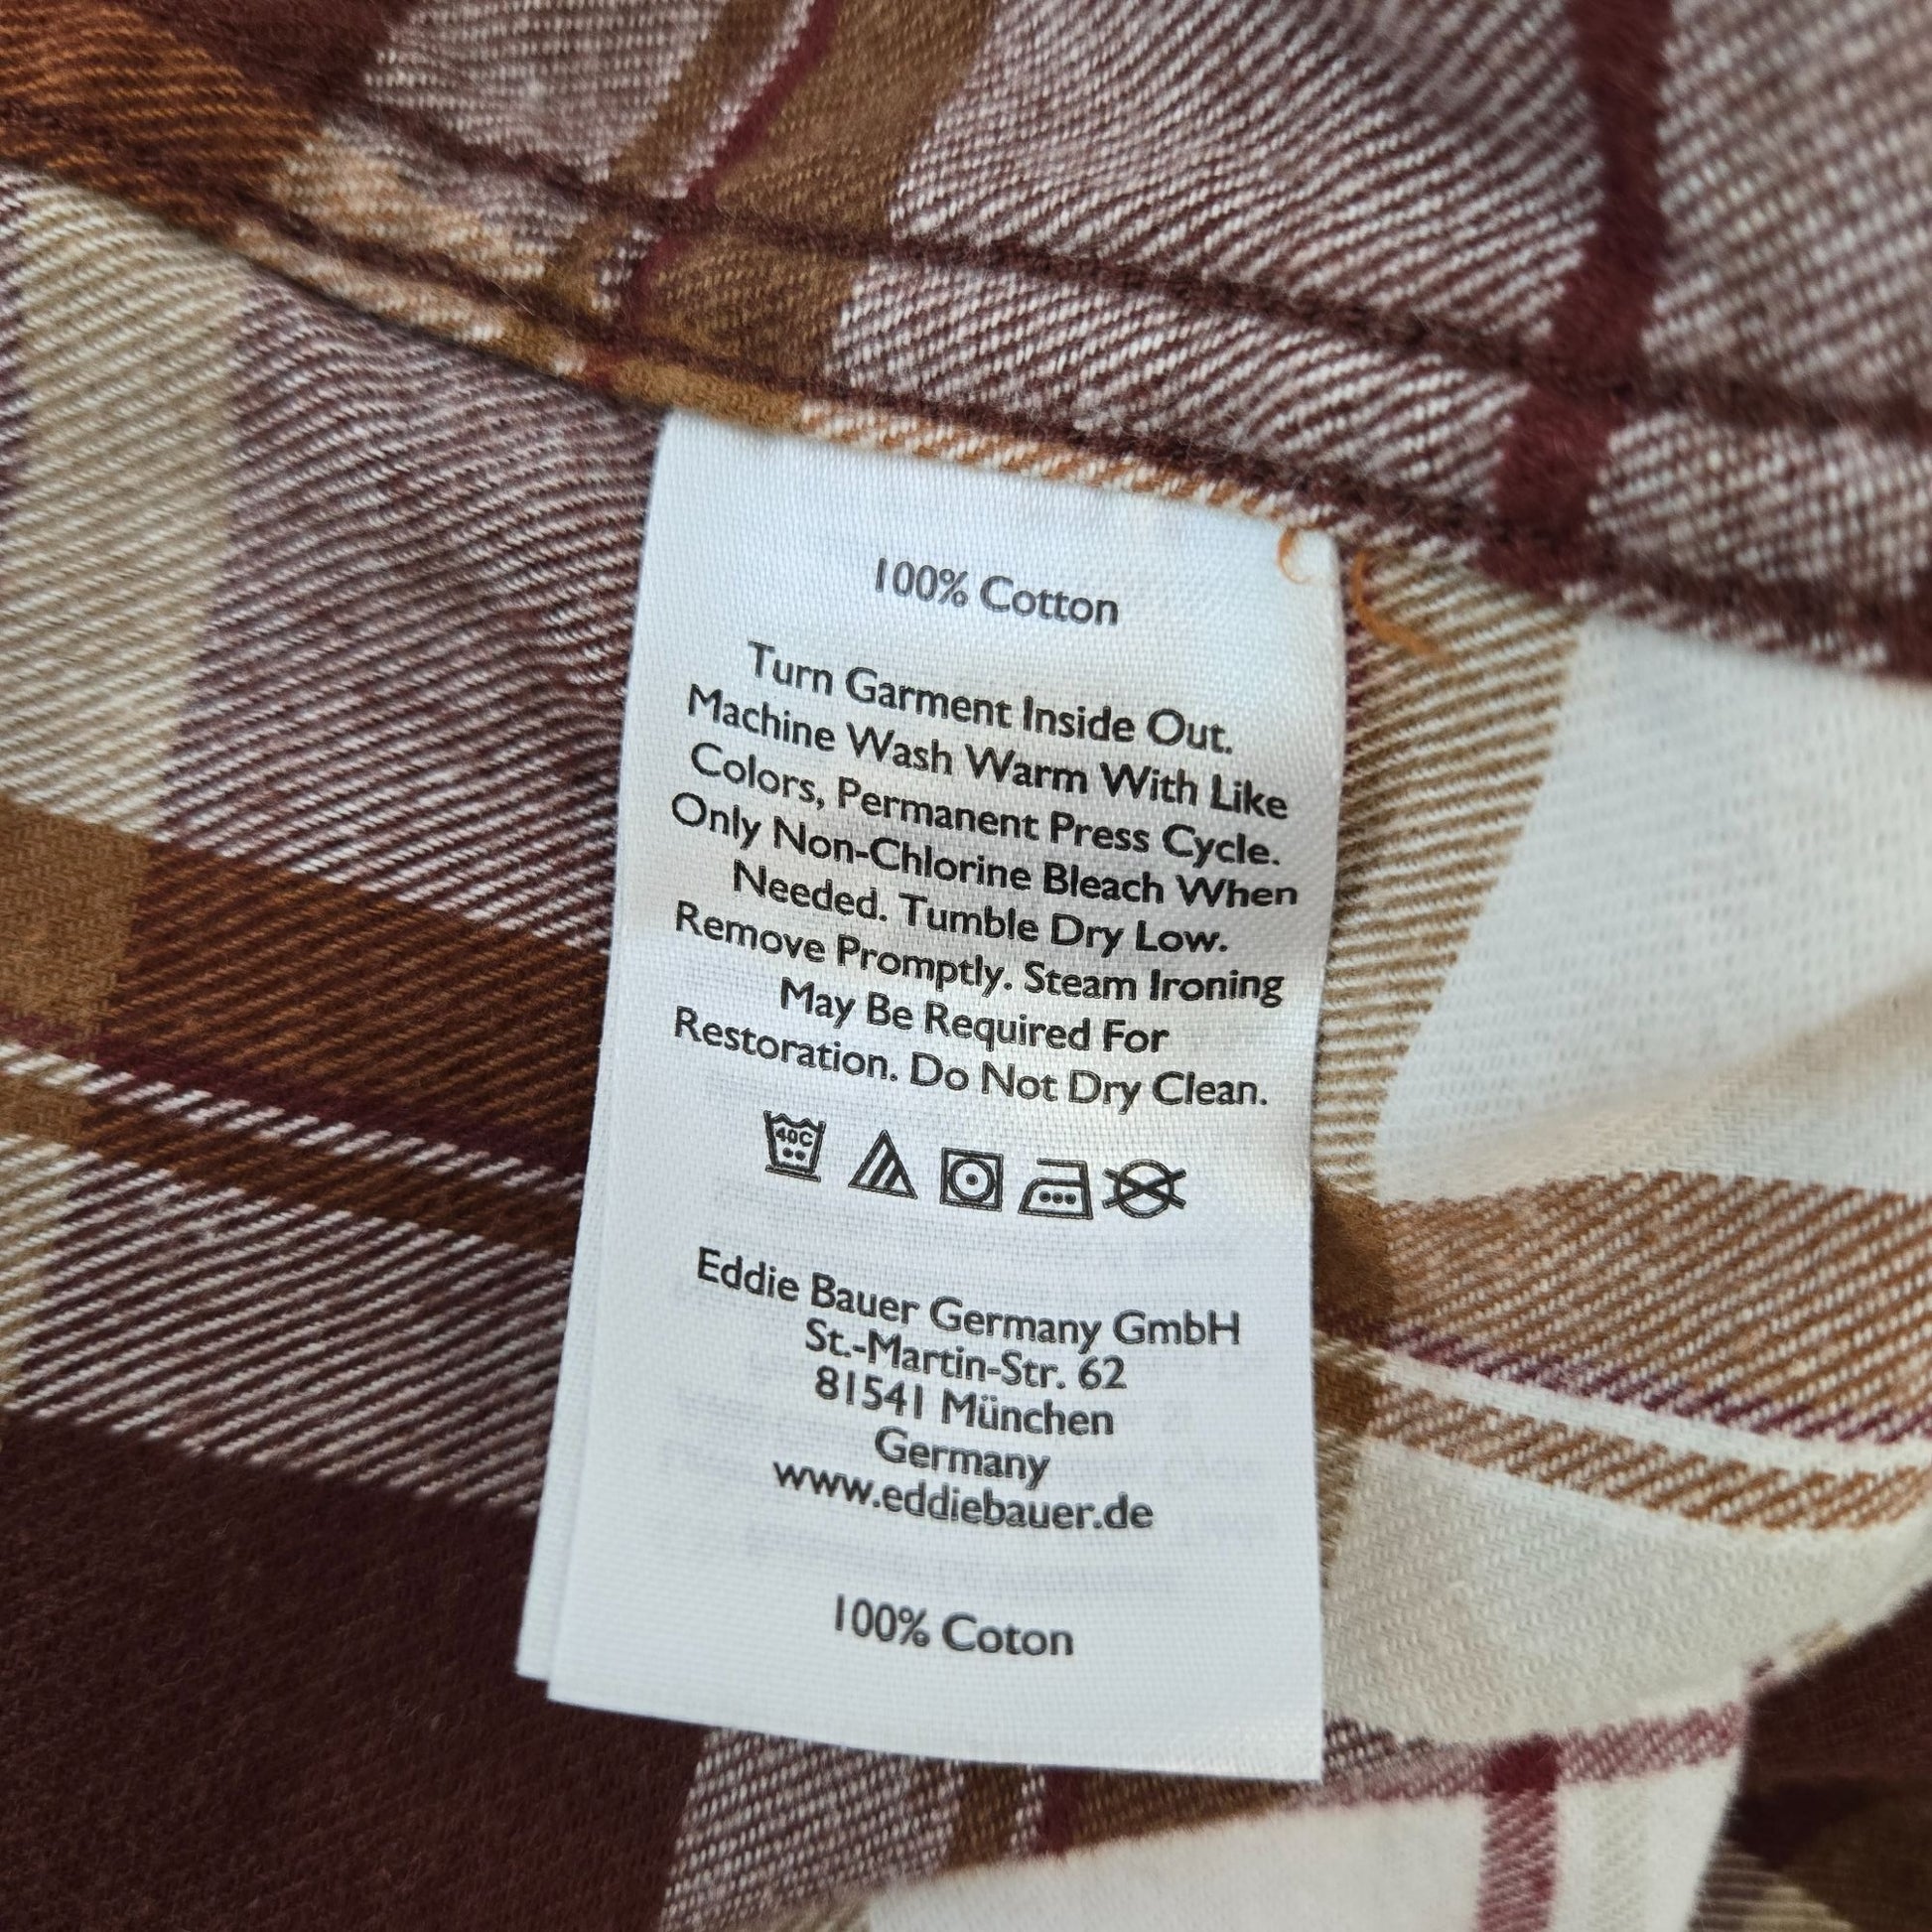 100% Cotton
Turn Garment Inside Out.
Machine Wash Warm With Like
Colors, Permanent Press Cycle.
Only Non-Chlorine Bleach When
Needed. Tumble Dry Low.
Remove Promptly. Steam Ironing
May Be Required For
Restoration. Do Not Dry Clean.
40C
Eddie Bauer Germany GmbH
St.-Martin-Str. 62
81541 München
Germany
www.eddiebauer.de
100% Coton